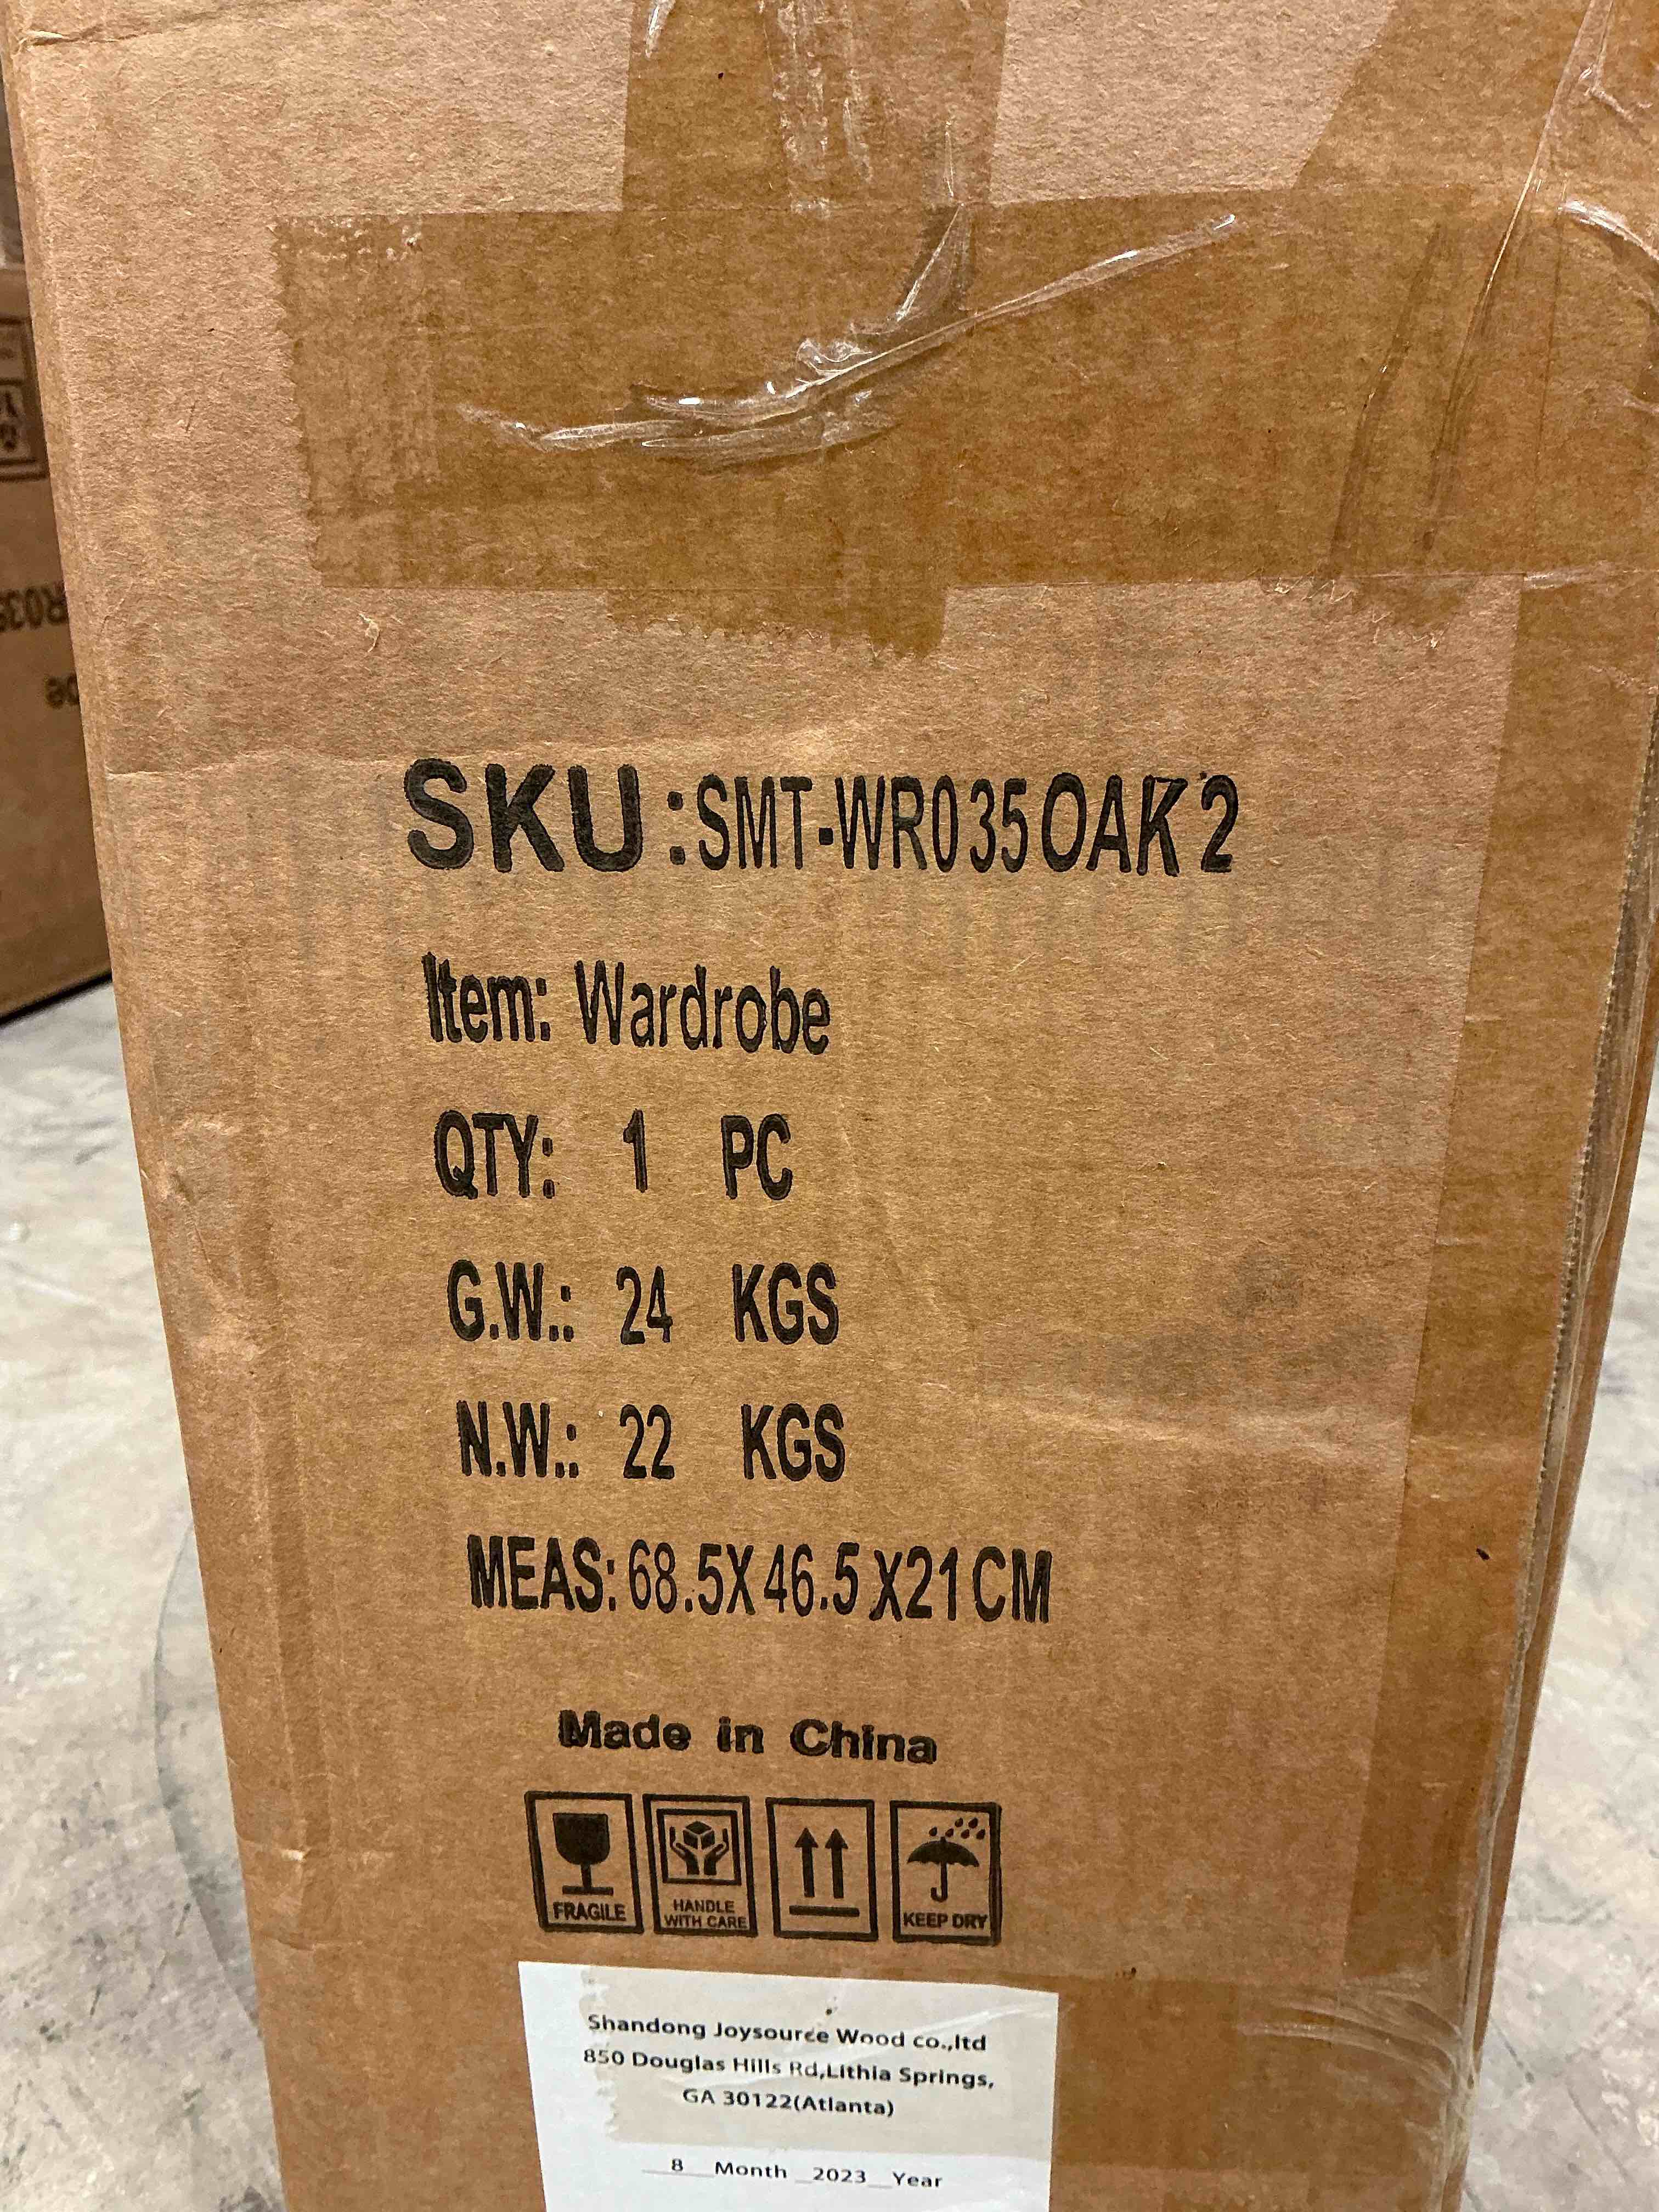 SKU:SMT-WR035OAK2
Item: Wardrobe
QTY: 1 PC
G.W.: 24 KGS
N.W.: 22 KGS
MEAS:68.5X46.5X21CM
Made in China
FRAGILE
HANDLE
WITH CARE
KEEP DRY
Shandong Joysource Wood co.,ltd
850 Douglas Hills Rd,Lithia Springs,
GA 30122(Atlanta)
8 Month 2023 Year